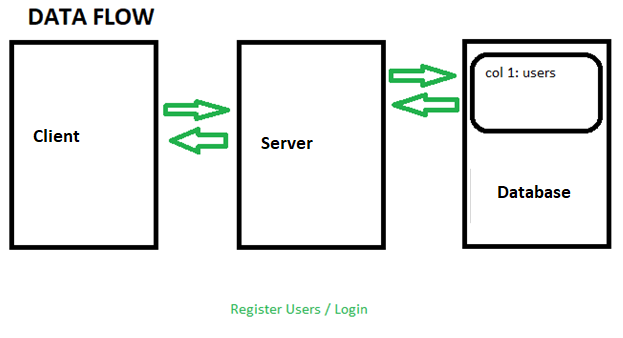 DATA FLOW
col 1: users
Client
Server
Database
Register Users / Login